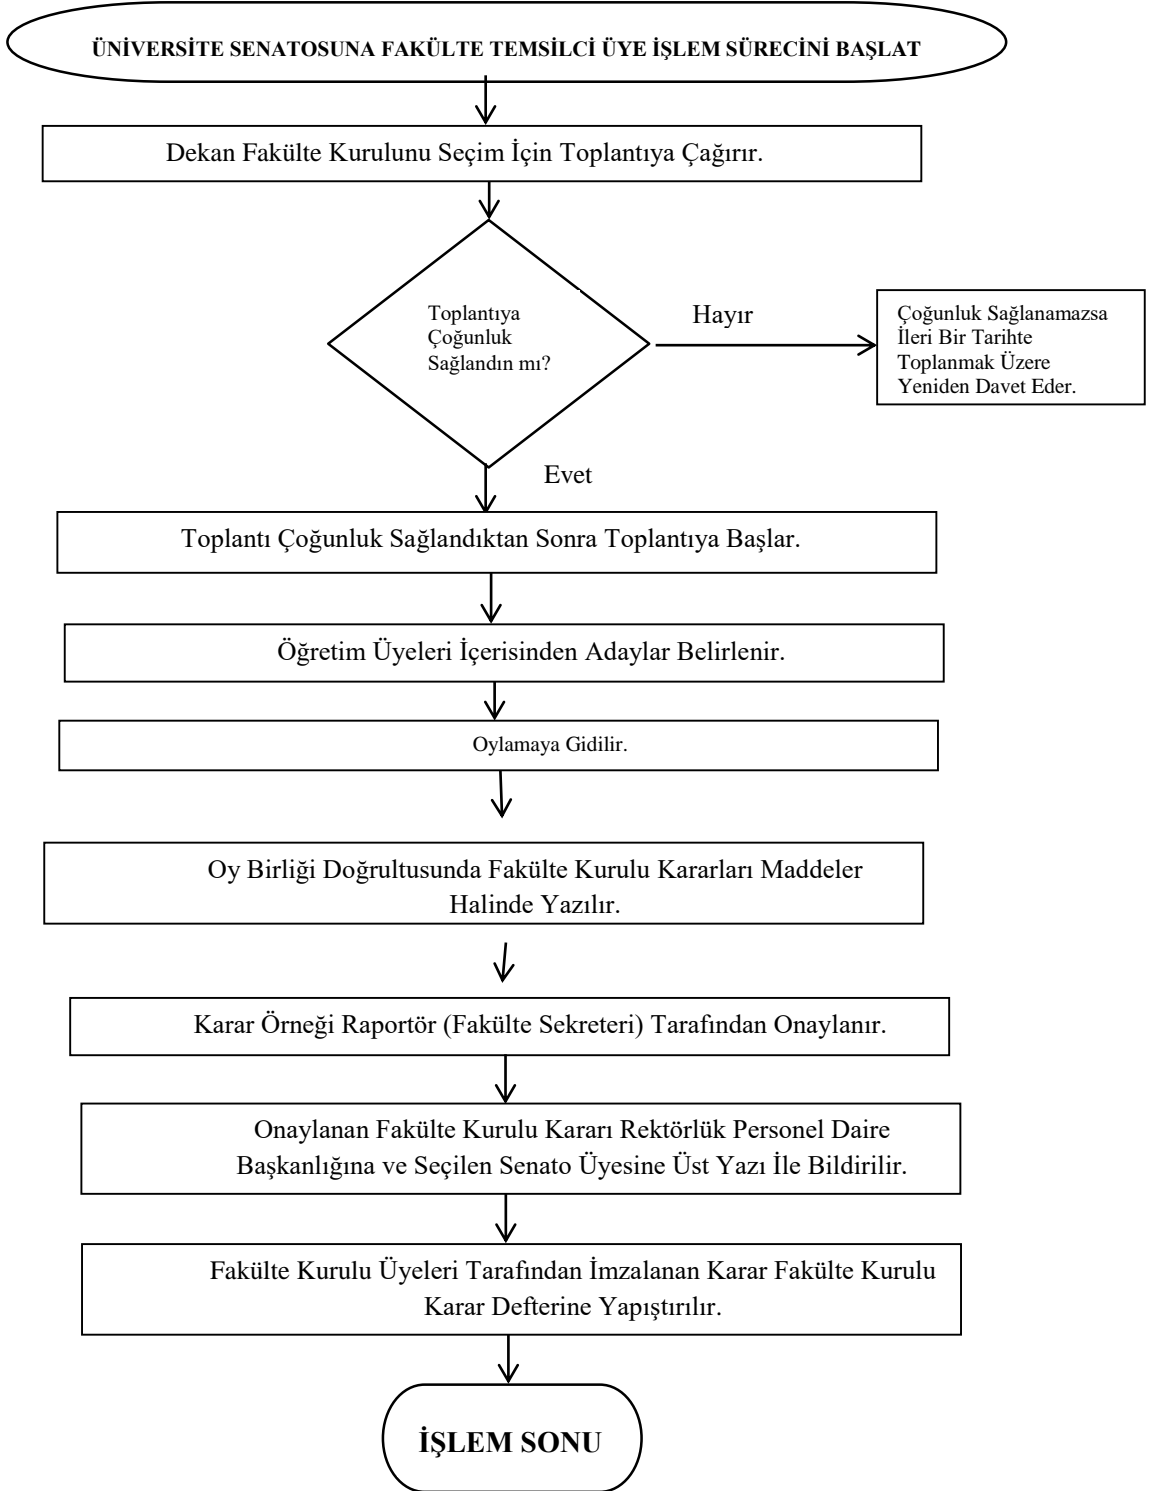 ÜNİVERSİTE SENATOSUNA FAKÜLTE TEMSİLCİ ÜYE İŞLEM SÜRECİNİ BAŞLAT
Dekan Fakülte Kurulunu Seçim İçin Toplantıya Çağırır.
Toplantıya
Çoğunluk
Sağlandın mı?
Hayır
Çoğunluk Sağlanamazsa
İleri Bir Tarihte
Toplanmak Üzere
Yeniden Davet Eder.
Evet
Toplantı Çoğunluk Sağlandıktan Sonra Toplantıya Başlar.
Öğretim Üyeleri İçerisinden Adaylar Belirlenir.
Oylamaya Gidilir.
Oy Birliği Doğrultusunda Fakülte Kurulu Kararları Maddeler
Halinde Yazılır.
Karar Örneği Raportör (Fakülte Sekreteri) Tarafından Onaylanır.
Onaylanan Fakülte Kurulu Kararı Rektörlük Personel Daire
Başkanlığına ve Seçilen Senato Üyesine Üst Yazı İle Bildirilir.
Fakülte Kurulu Üyeleri Tarafından İmzalanan Karar Fakülte Kurulu
Karar Defterine Yapıştırılır.
İŞLEM SONU